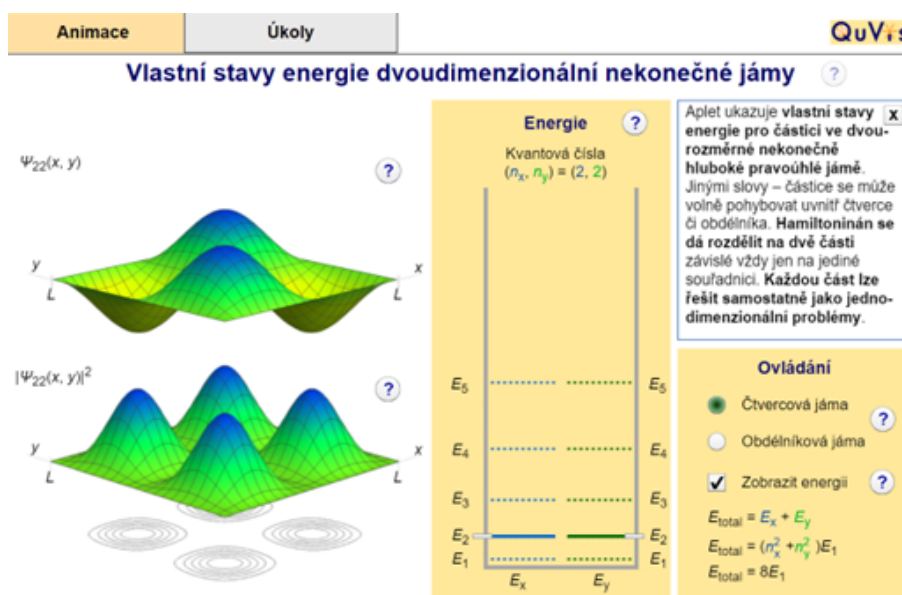 Animace
Úkoly
QuVis
Vlastní stavy energie dvoudimenzionální nekonečné jámy ?
Ψ22(x, y)
?
y
x
L
L
|Ψ22(x, y)|²
?
y
x
L
L
Energie ?
Kvantová čísla
(nx, ny) = (2, 2)
E5 E5
E4 E4
E3 E3
E2 E2
E1 E1
Ex Ey
Aplet ukazuje vlastní stavy x
energie pro částici ve dvou-
rozměrné nekonečně
hluboké pravoúhlé jámě.
Jinými slovy – částice se může
volně pohybovat uvnitř čtverce
či obdélníka. Hamiltoninán se
dá rozdělit na dvě části
závislé vždy jen na jediné
souřadnici. Každou část lze
řešit samostatně jako jedno-
dimenzionální problémy.
Ovládání
Čtvercová jáma
?
Obdélníková jáma
Zobrazit energii ?
Etotal = Ex + Ey
Etotal = (nx² +ny² )E1
Etotal = 8E1